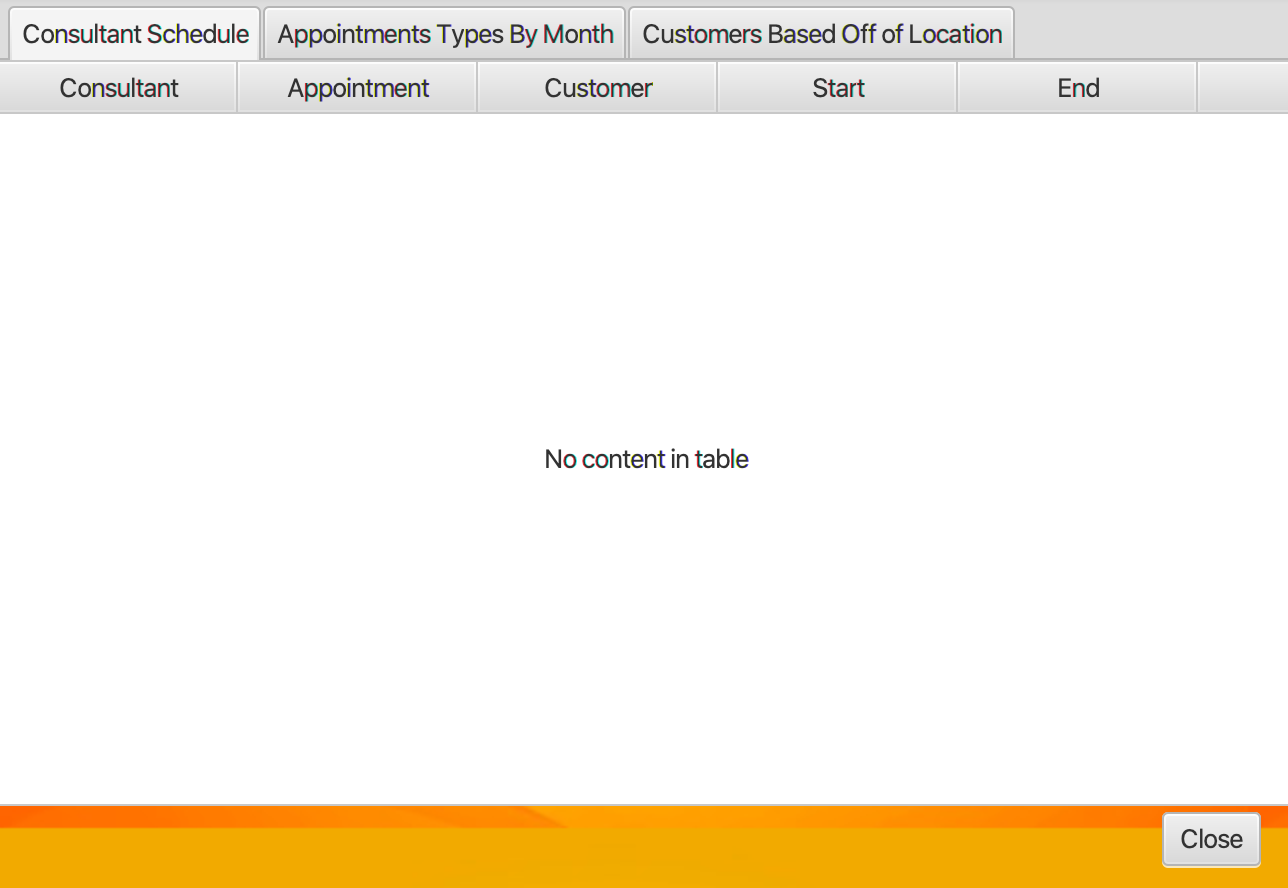 Consultant Schedule Appointments Types By Month Customers Based Off of Location
Consultant Appointment Customer Start End
No content in table
Close